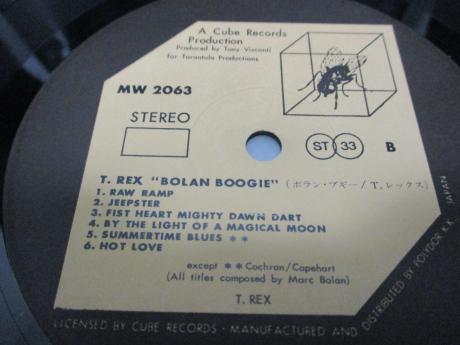 A Cube Records
Production
Produced by Tony Visconti
for Tarantula Productions
MW 2063
STEREO
ST 33
B
T. REX "BOLAN BOOGIE" (ボラン・ブギー/T.レックス)
1. RAW RAMP
2. JEEPSTER
3. FIST HEART MIGHTY DAWN DART
4. BY THE LIGHT OF A MAGICAL MOON
5. SUMMERTIME BLUES **
6. HOT LOVE
except **Cochran/Capehart
(All titles composed by Marc Bolan)
T. REX
LICENSED BY CUBE RECORDS · MANUFACTURED AND DISTRIBUTED BY POLYDOR K.K. JAPAN